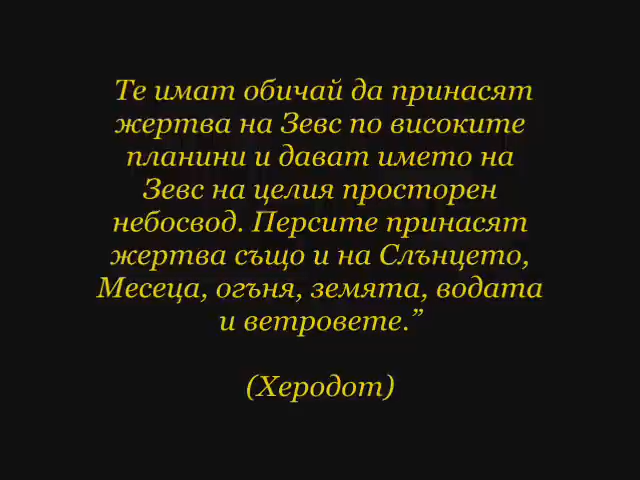 Те имат обичай да принасят
жертва на Зевс по високите
планини и дават името на
Зевс на целия просторен
небосвод. Персите принасят
жертва също и на Слънцето,
Месеца, огъня, земята, водата
и ветровете.”
(Херодот)